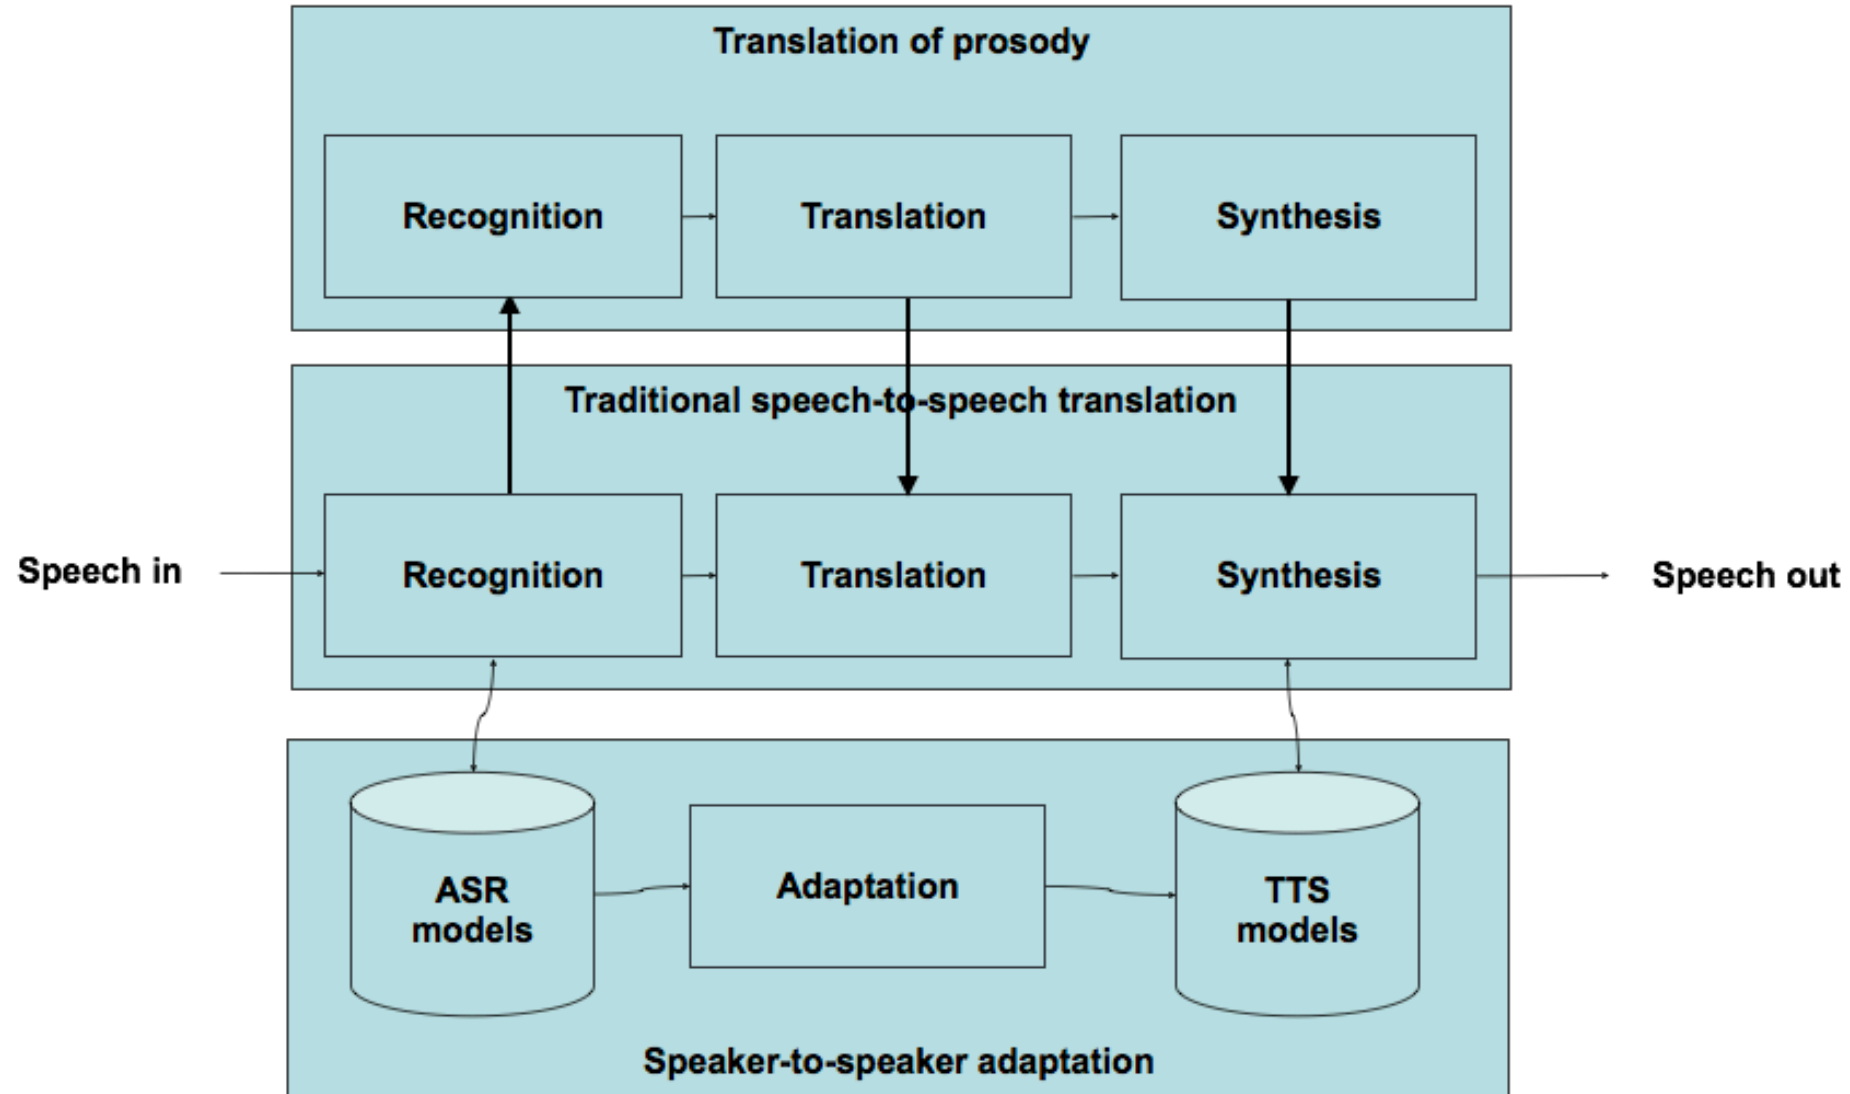 Translation of prosody
Recognition
Translation
Synthesis
Traditional speech-to-speech translation
Speech in
Recognition
Translation
Synthesis
Speech out
ASR
models
Adaptation
TTS
models
Speaker-to-speaker adaptation